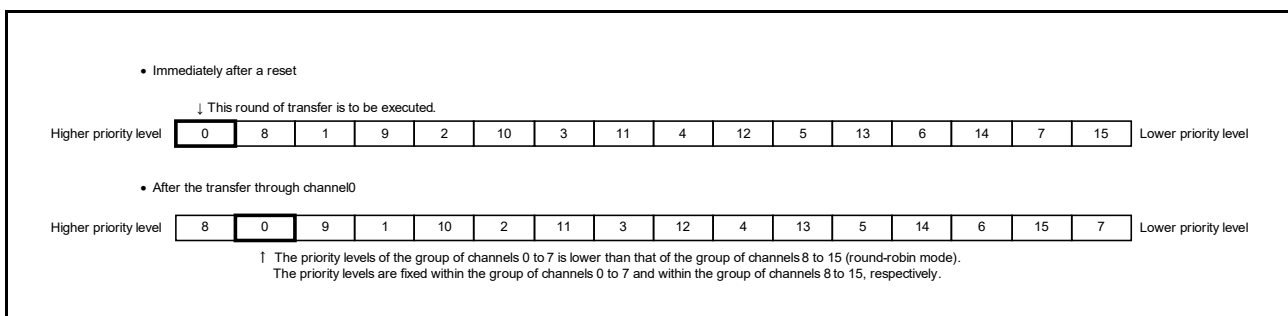 • Immediately after a reset
↓ This round of transfer is to be executed.
Higher priority level 0 8 1 9 2 10 3 11 4 12 5 13 6 14 7 15 Lower priority level
• After the transfer through channel0
Higher priority level 8 0 9 1 10 2 11 3 12 4 13 5 14 6 15 7 Lower priority level
↑ The priority levels of the group of channels 0 to 7 is lower than that of the group of channels 8 to 15 (round-robin mode).
The priority levels are fixed within the group of channels 0 to 7 and within the group of channels 8 to 15, respectively.